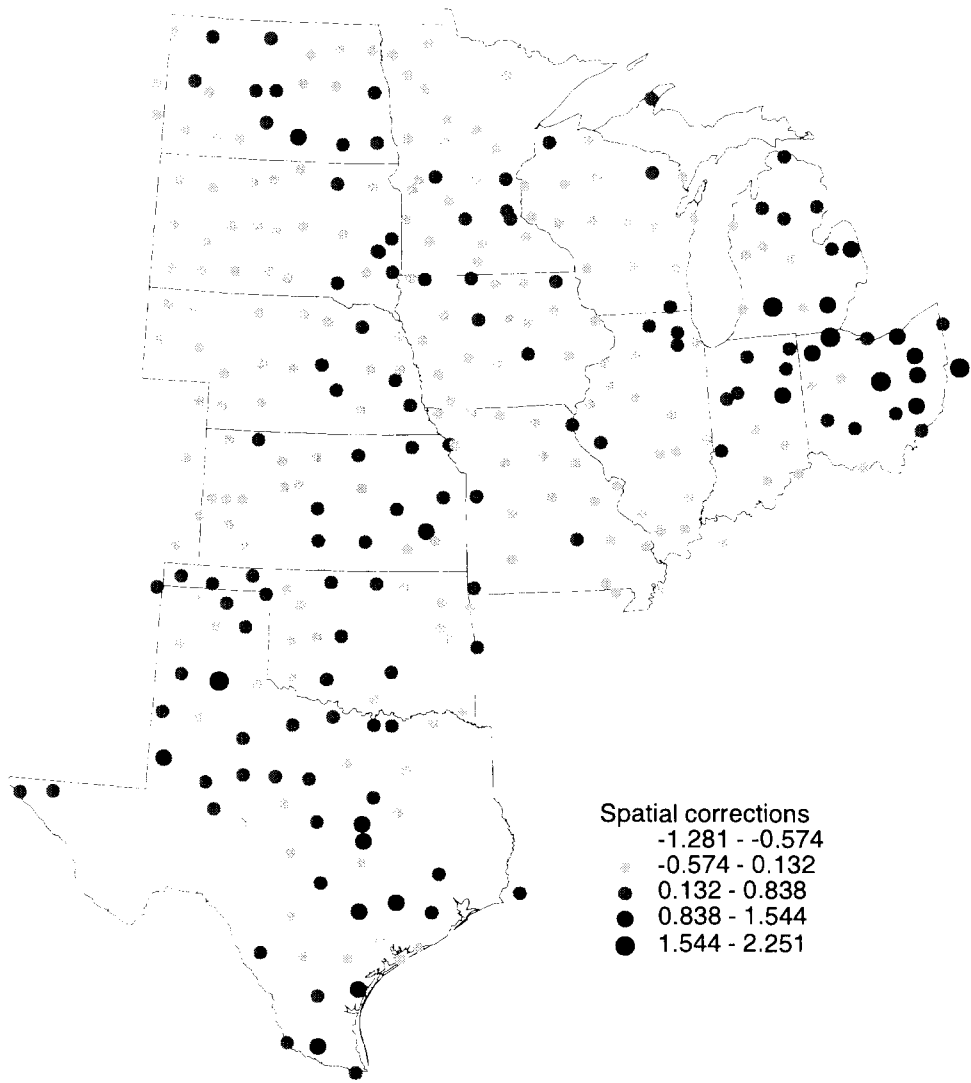 Spatial corrections
-1.281 - -0.574
-0.574 - 0.132
0.132 - 0.838
0.838 - 1.544
1.544 - 2.251